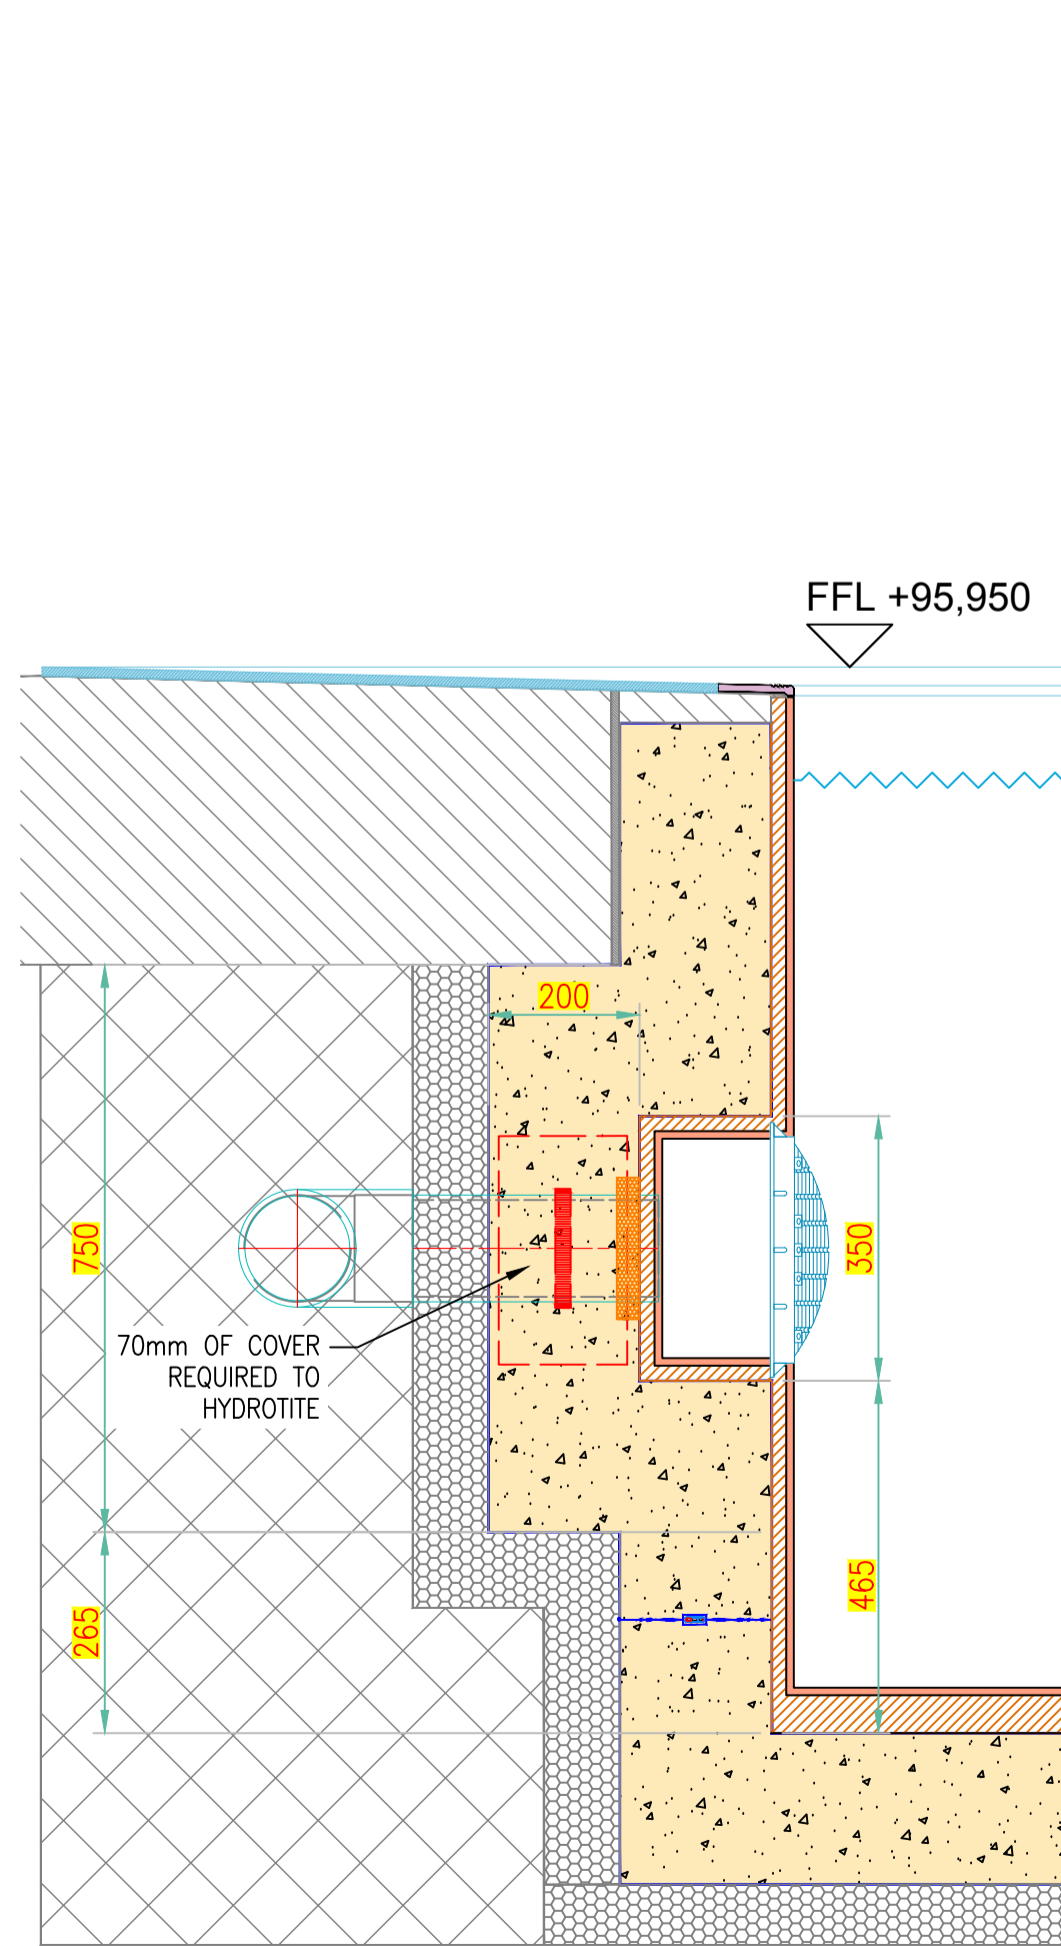 FFL +95,950
200
750
350
70mm OF COVER
REQUIRED TO
HYDROTITE
465
265